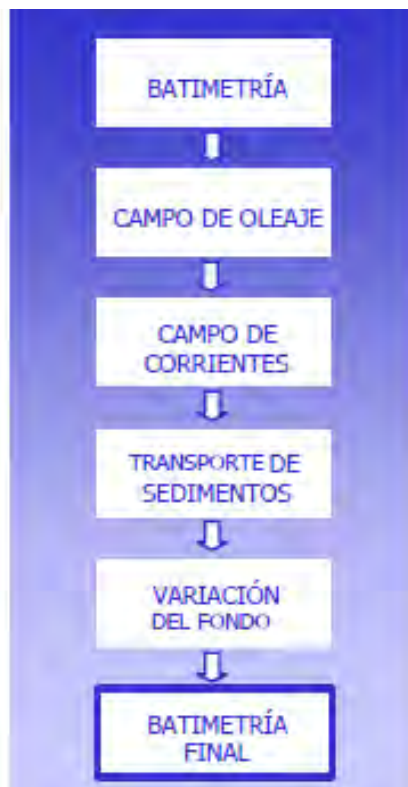 BATIMETRÍA
CAMPO DE OLEAJE
CAMPO DE
CORRIENTES
TRANSPORTE DE
SEDIMENTOS
VARIACIÓN
DEL FONDO
BATIMETRÍA
FINAL